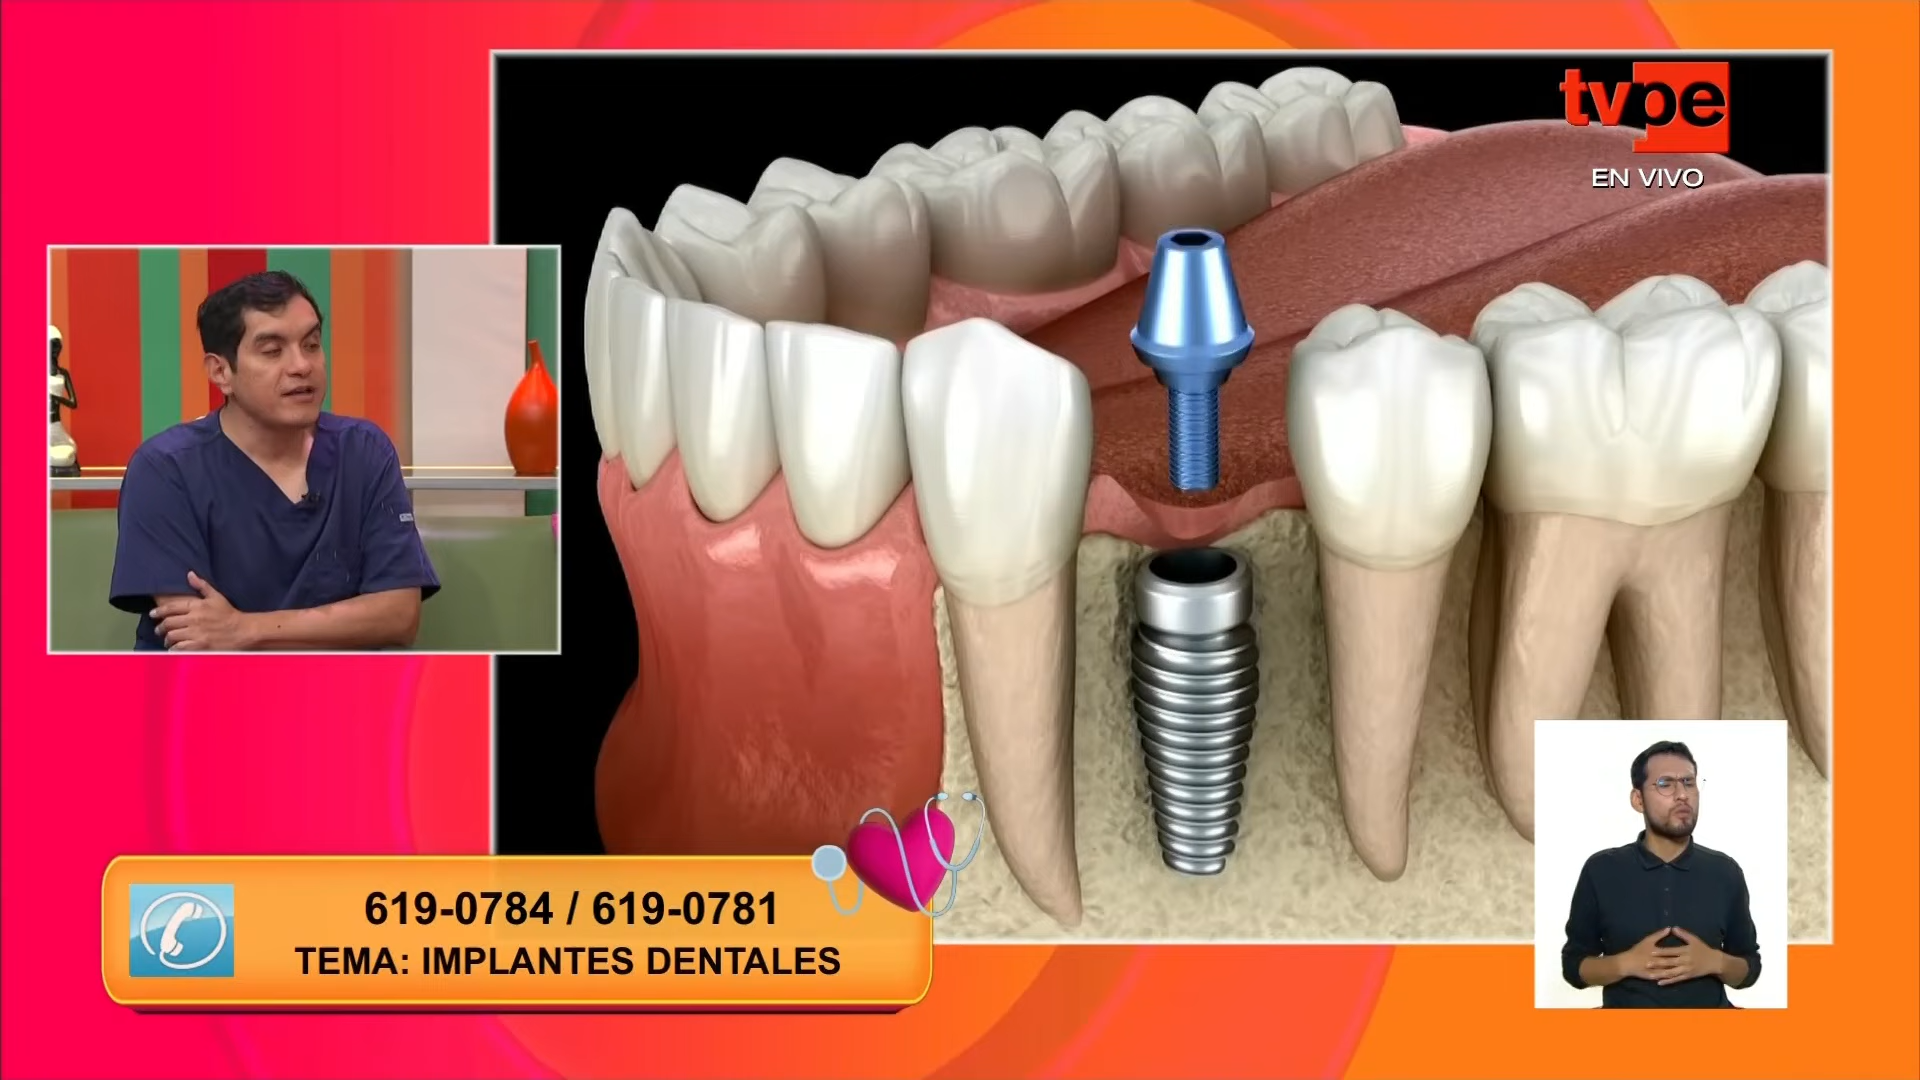 tvpe
EN VIVO
619-0784 / 619-0781
TEMA: IMPLANTES DENTALES